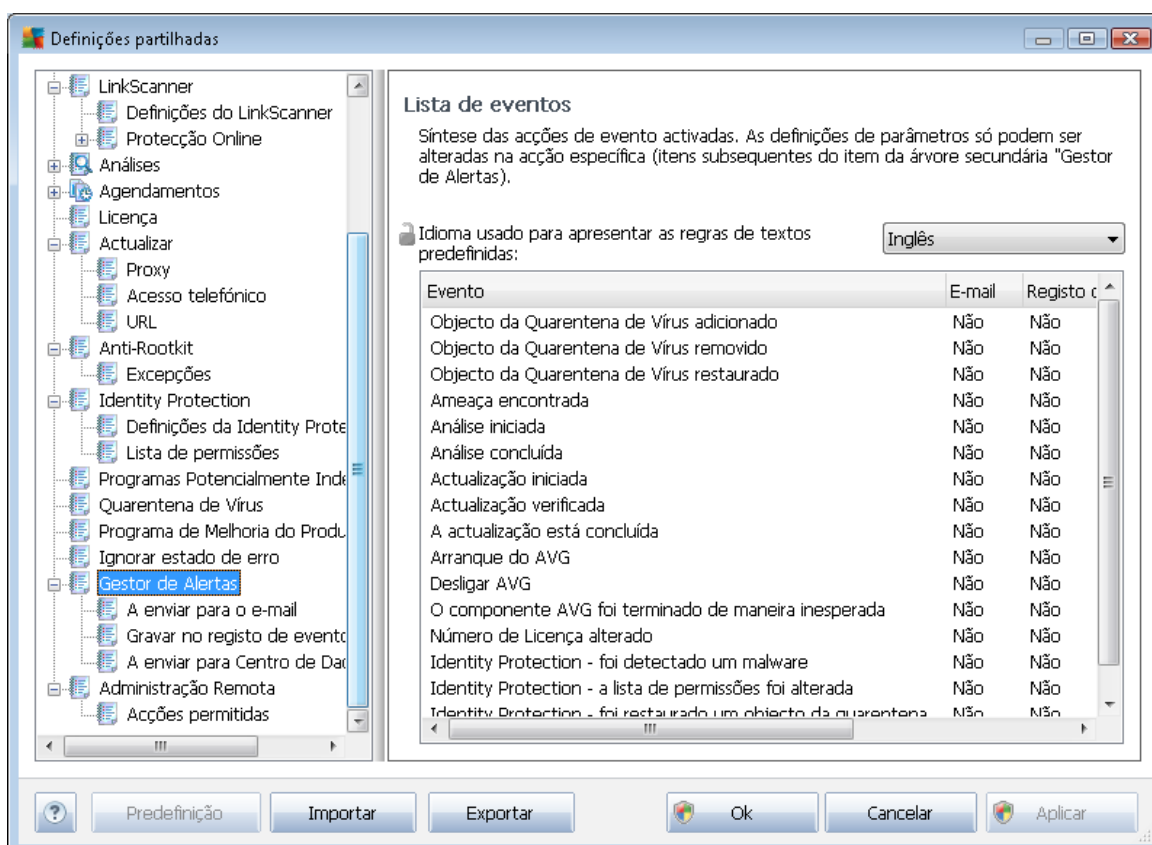 Definições partilhadas
LinkScanner
Definições do LinkScanner
Protecção Online
Análises
Agendamentos
Licença
Actualizar
Proxy
Acesso telefónico
URL
Anti-Rootkit
Excepções
Identity Protection
Definições da Identity Prote
Lista de permissões
Programas Potencialmente Inde
Quarentena de Vírus
Programa de Melhoria do Produ
Ignorar estado de erro
Gestor de Alertas
A enviar para o e-mail
Gravar no registo de evento
A enviar para Centro de Dad
Administração Remota
Acções permitidas
Lista de eventos
Síntese das acções de evento activadas. As definições de parâmetros só podem ser
alteradas na acção específica (itens subsequentes do item da árvore secundária "Gestor
de Alertas).
Idioma usado para apresentar as regras de textos
predefinidas:
Inglês
Evento E-mail Registo d
Objecto da Quarentena de Vírus adicionado Não Não
Objecto da Quarentena de Vírus removido Não Não
Objecto da Quarentena de Vírus restaurado Não Não
Ameaça encontrada Não Não
Análise iniciada Não Não
Análise concluída Não Não
Actualização iniciada Não Não
Actualização verificada Não Não
A actualização está concluída Não Não
Arranque do AVG Não Não
Desligar AVG Não Não
O componente AVG foi terminado de maneira inesperada Não Não
Número de Licença alterado Não Não
Identity Protection - foi detectado um malware Não Não
Identity Protection - a lista de permissões foi alterada Não Não
Identity Protection - foi restaurado um objecto da quarentena Não Não
? Predefinição Importar Exportar Ok Cancelar Aplicar